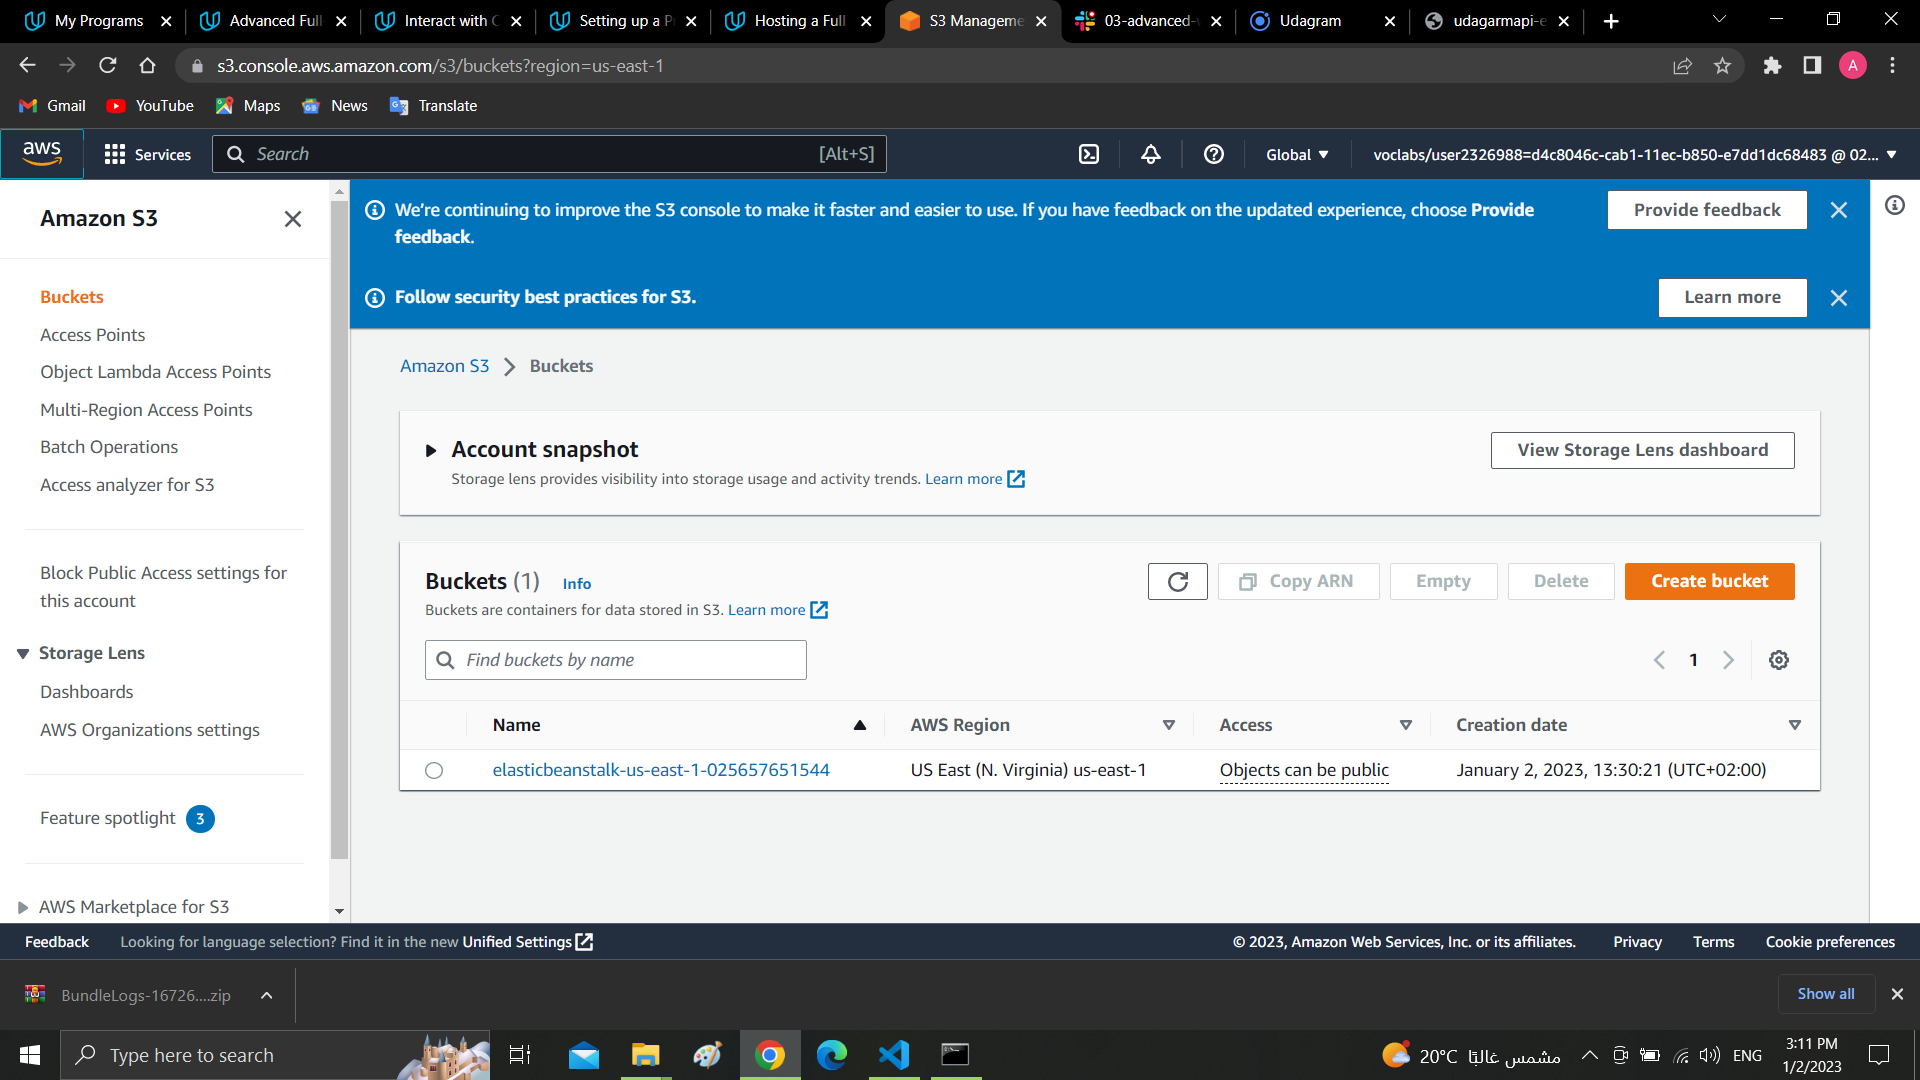 My Programs
Advanced Full
Interact with C
Setting up a P
Hosting a Full
S3 Manageme
03-advanced-
Udagram
udagarmapi-e
s3.console.aws.amazon.com/s3/buckets?region=us-east-1
A
Gmail
YouTube
Maps
News
Translate
aws
Services
Search
[Alt+S]
Global
voclabs/user2326988=d4c8046c-cab1-11ec-b850-e7dd1dc68483 @ 02...
Amazon S3
Buckets
Access Points
Object Lambda Access Points
Multi-Region Access Points
Batch Operations
Access analyzer for S3
Block Public Access settings for
this account
Storage Lens
Dashboards
AWS Organizations settings
Feature spotlight 3
AWS Marketplace for S3
We're continuing to improve the S3 console to make it faster and easier to use. If you have feedback on the updated experience, choose Provide
feedback.
Provide feedback
Follow security best practices for S3.
Learn more
Amazon S3
Buckets
Account snapshot
Storage lens provides visibility into storage usage and activity trends. Learn more
View Storage Lens dashboard
Buckets (1) Info
Buckets are containers for data stored in S3. Learn more
Copy ARN
Empty
Delete
Create bucket
Find buckets by name
1
Name
AWS Region
Access
Creation date
elasticbeanstalk-us-east-1-025657651544
US East (N. Virginia) us-east-1
Objects can be public
January 2, 2023, 13:30:21 (UTC+02:00)
Feedback
Looking for language selection? Find it in the new Unified Settings
© 2023, Amazon Web Services, Inc. or its affiliates.
Privacy
Terms
Cookie preferences
BundleLogs-16726....zip
Show all
Type here to search
20°C مشمس غالبًا
ENG
3:11 PM
1/2/2023